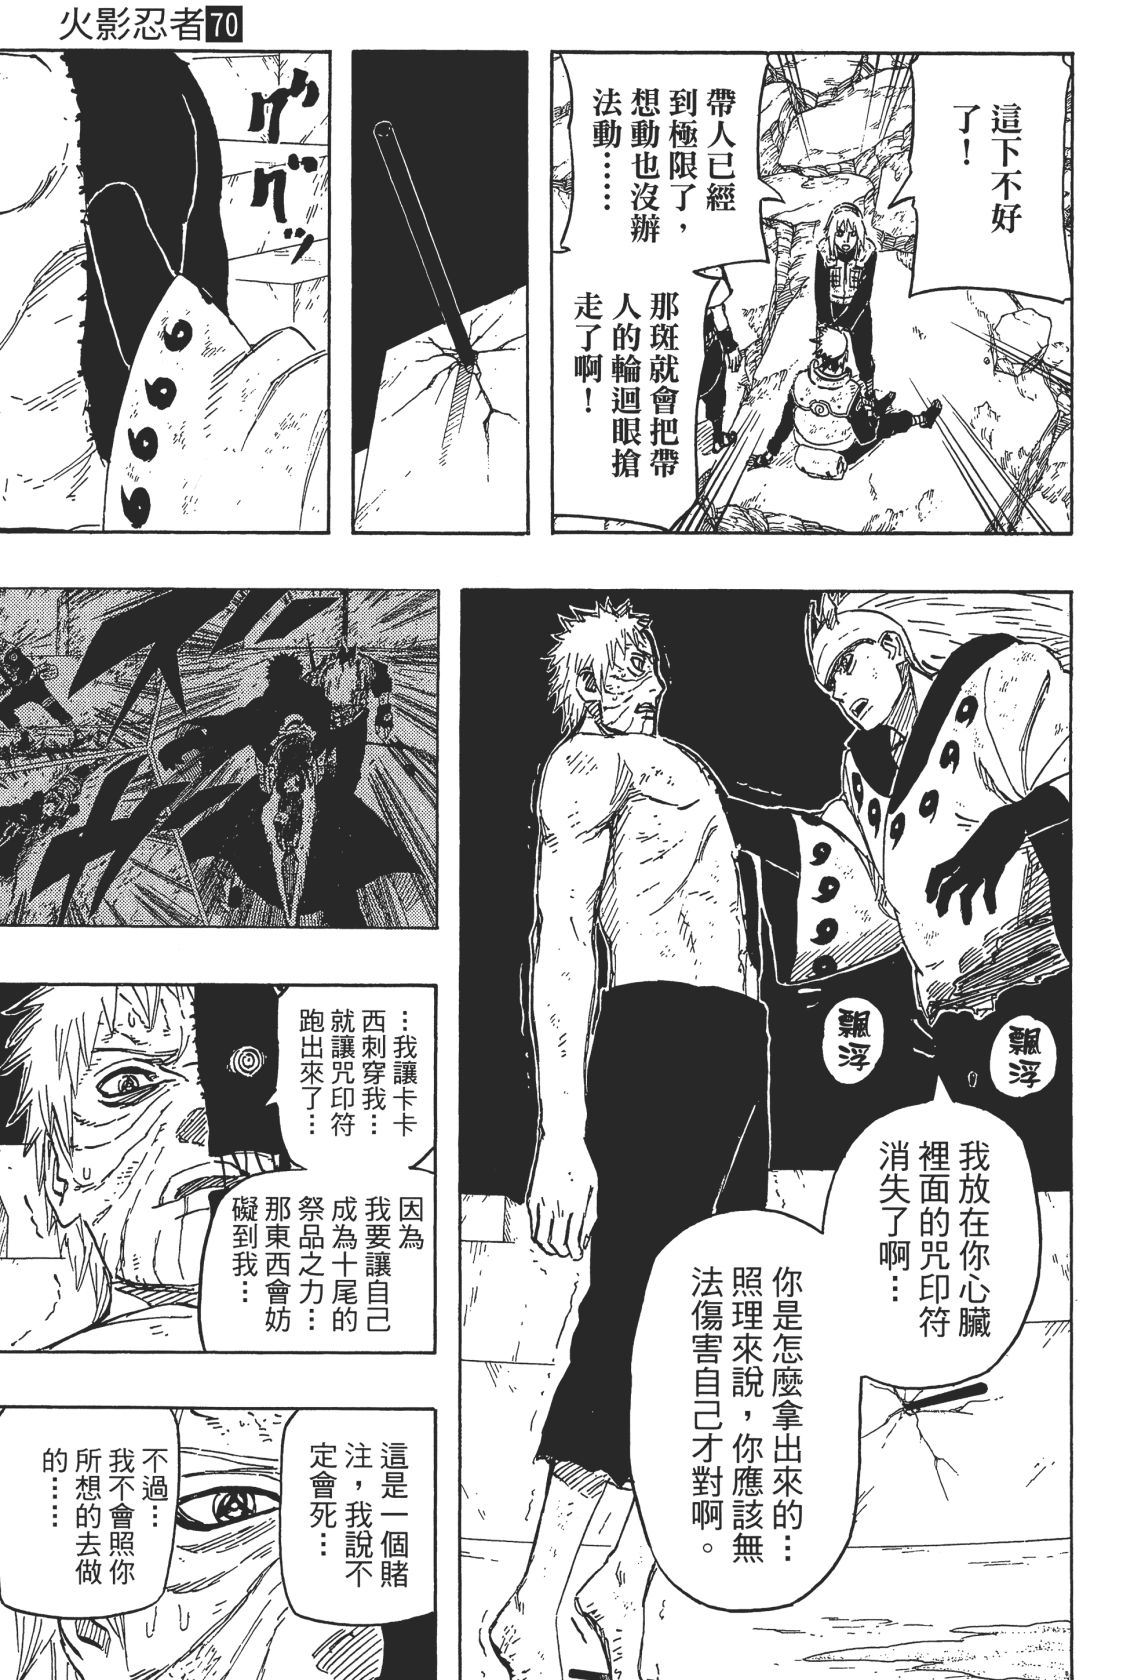 火影忍者70
這下不好
了！
帶人已經
到極限了，
想動也沒辦
法動……
那斑就會把帶
人的輪迴眼搶
走了啊！
ググッ
飄浮
飄浮
我放在你心臟
裡面的咒印符
消失了啊…
你是怎麼拿出來的…
照理來說，你應該無
法傷害自己才對啊。
…我讓卡卡
西刺穿我…
就讓咒印符
跑出來了…
因為
我要讓自己
成為十尾的
祭品之力…
那東西會妨
礙到我…
這是一個賭
注，我說不
定會死…
不過…
我不會照你
所想的去做
的……